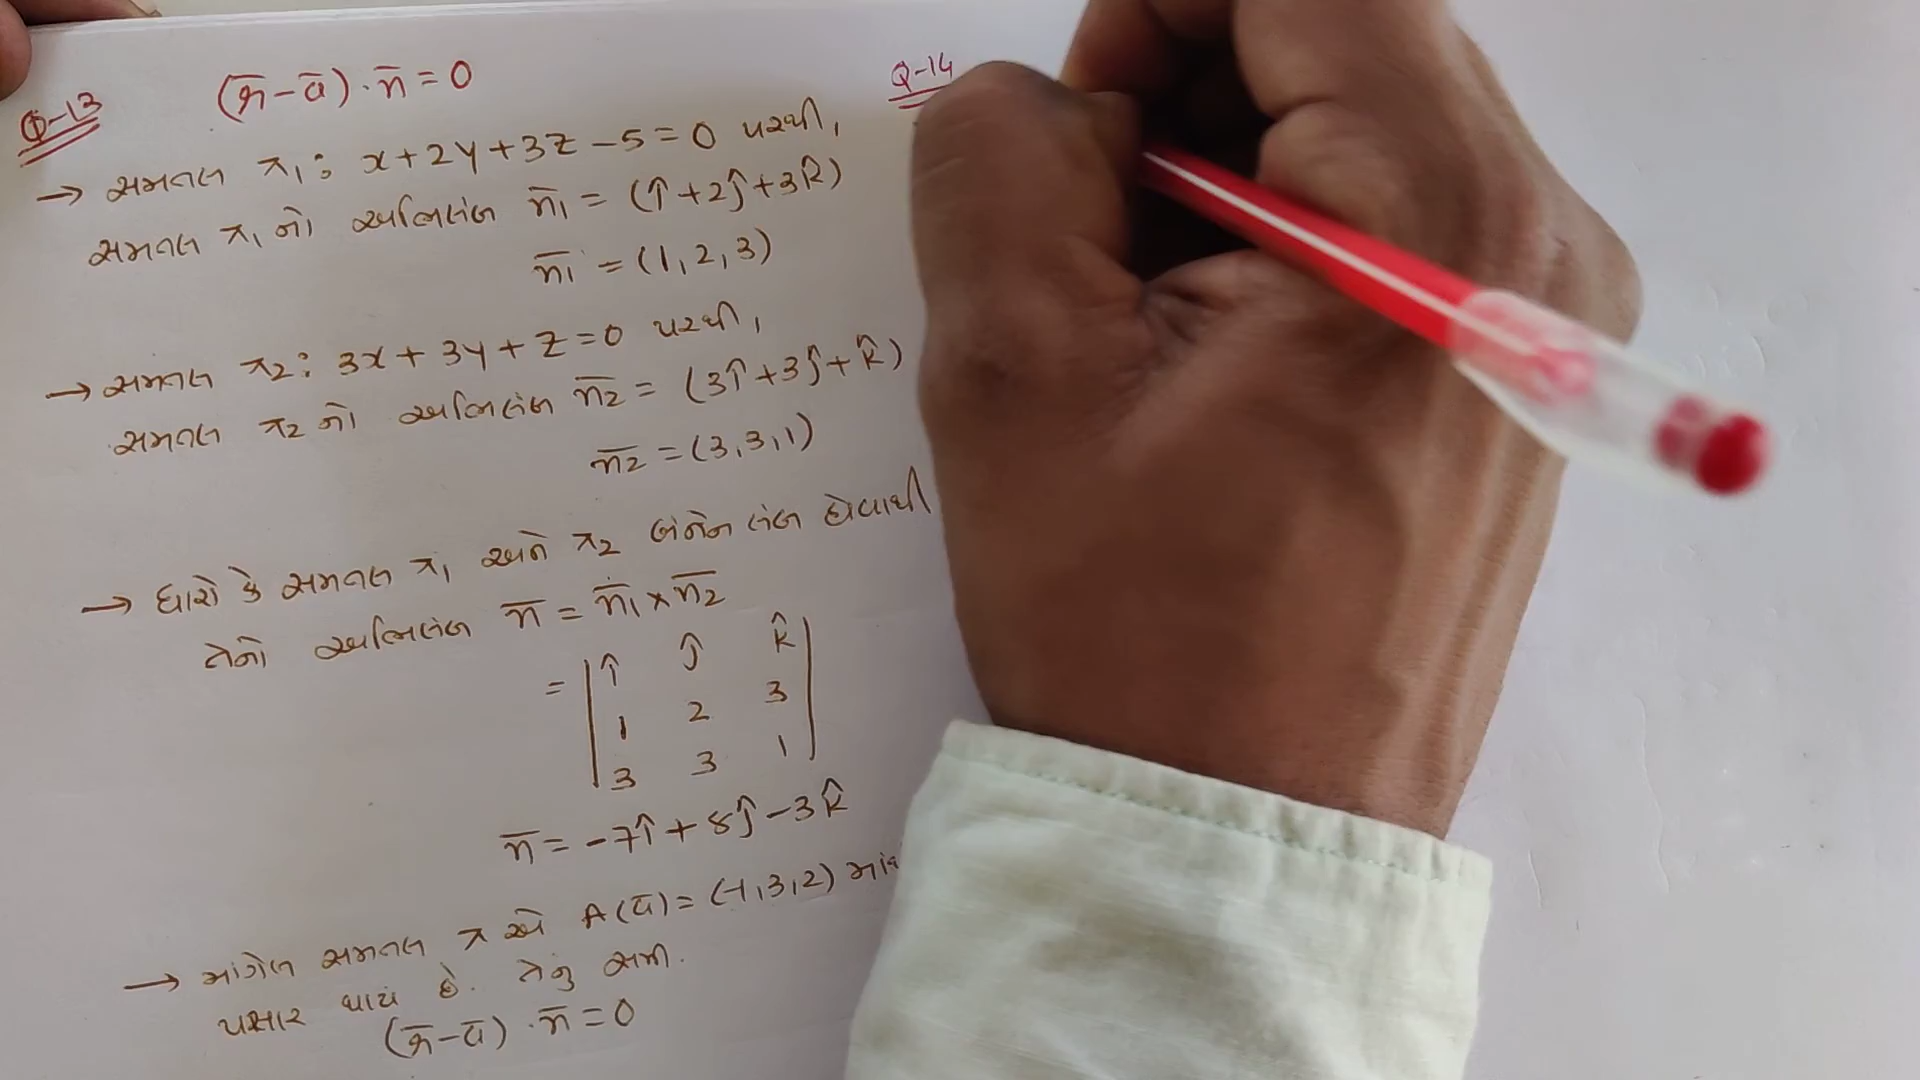 Q-13
(r̄-ā)·n̄=0
→ સમતલ π₁: x+2y+3z-5=0 પરથી,
સમતલ π₁ નો અભિલંબ n̄₁ = (î+2ĵ+3k̂)
n̄₁ = (1,2,3)
→ સમતલ π₂: 3x+3y+z=0 પરથી,
સમતલ π₂ નો અભિલંબ n̄₂ = (3î+3ĵ+k̂)
n̄₂ = (3,3,1)
→ ધારો કે સમતલ π₁ અને π₂ બંનેને લંબ હોવાથી
તેનો અભિલંબ n̄ = n̄₁×n̄₂
= | î ĵ k̂ |
| 1 2 3 |
| 3 3 1 |
n̄ = -7î+8ĵ-3k̂
→ માંગેલ સમતલ π એ A(ā)=(-1,3,2)
પસાર થાય છે. તેનું સમી.
(r̄-ā)·n̄=0
Q-14